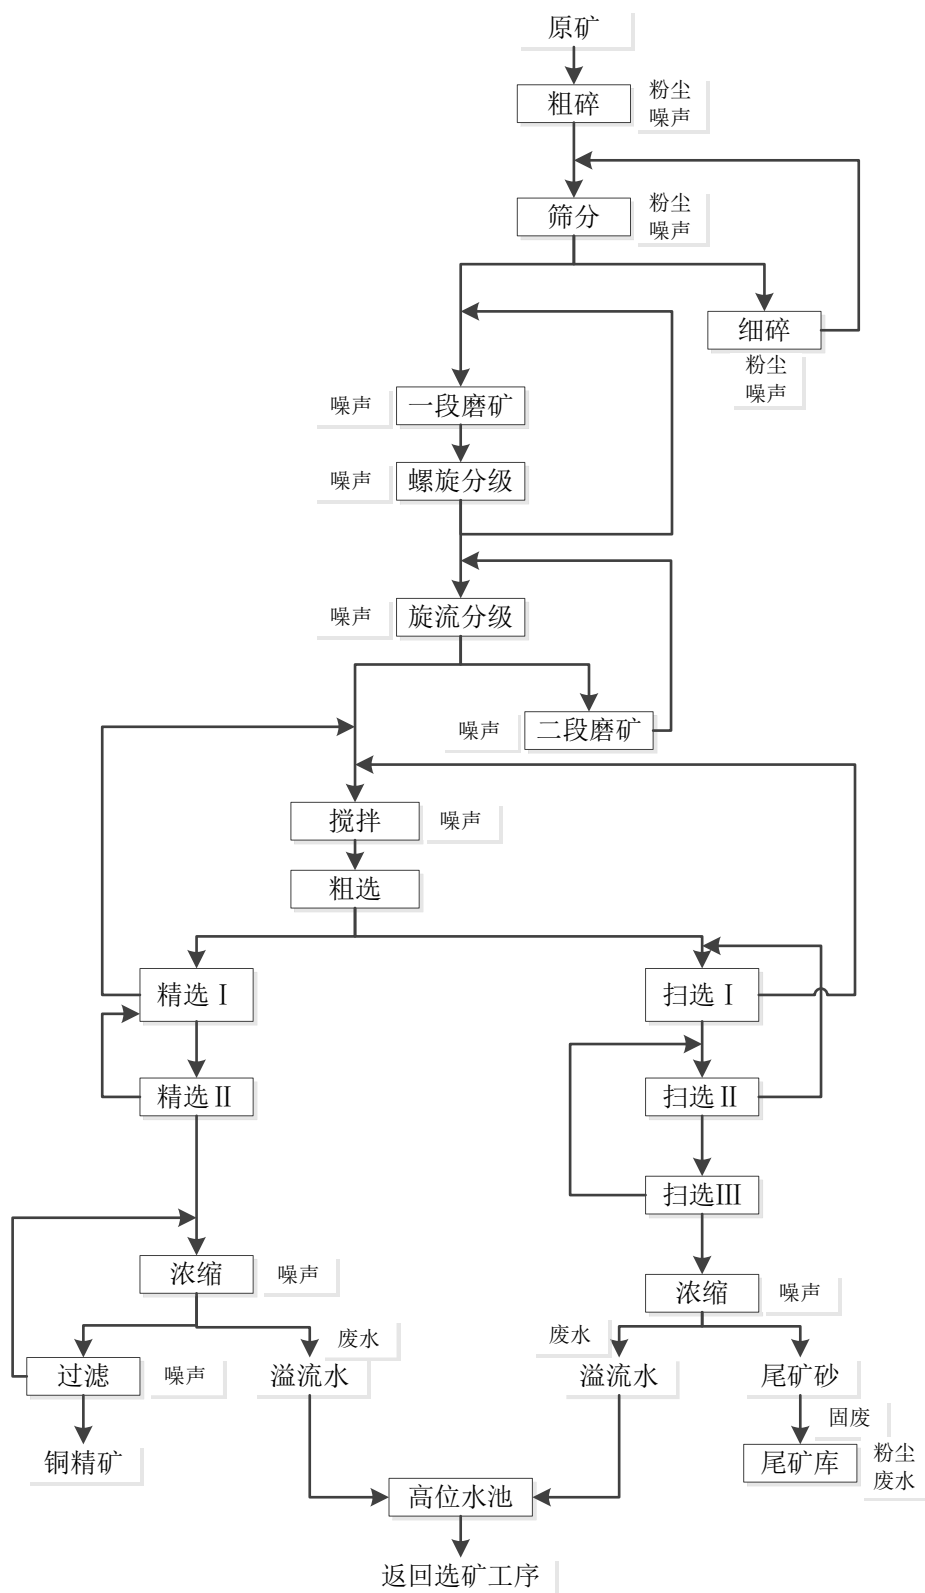 原矿
粗碎
粉尘
噪声
筛分
粉尘
噪声
细碎
粉尘
噪声
噪声
一段磨矿
噪声
螺旋分级
噪声
旋流分级
噪声
二段磨矿
搅拌
噪声
粗选
精选Ⅰ
扫选Ⅰ
精选Ⅱ
扫选Ⅱ
扫选Ⅲ
浓缩
噪声
浓缩
噪声
废水
废水
过滤
噪声
溢流水
溢流水
尾矿砂
固废
铜精矿
尾矿库
粉尘
废水
高位水池
返回选矿工序